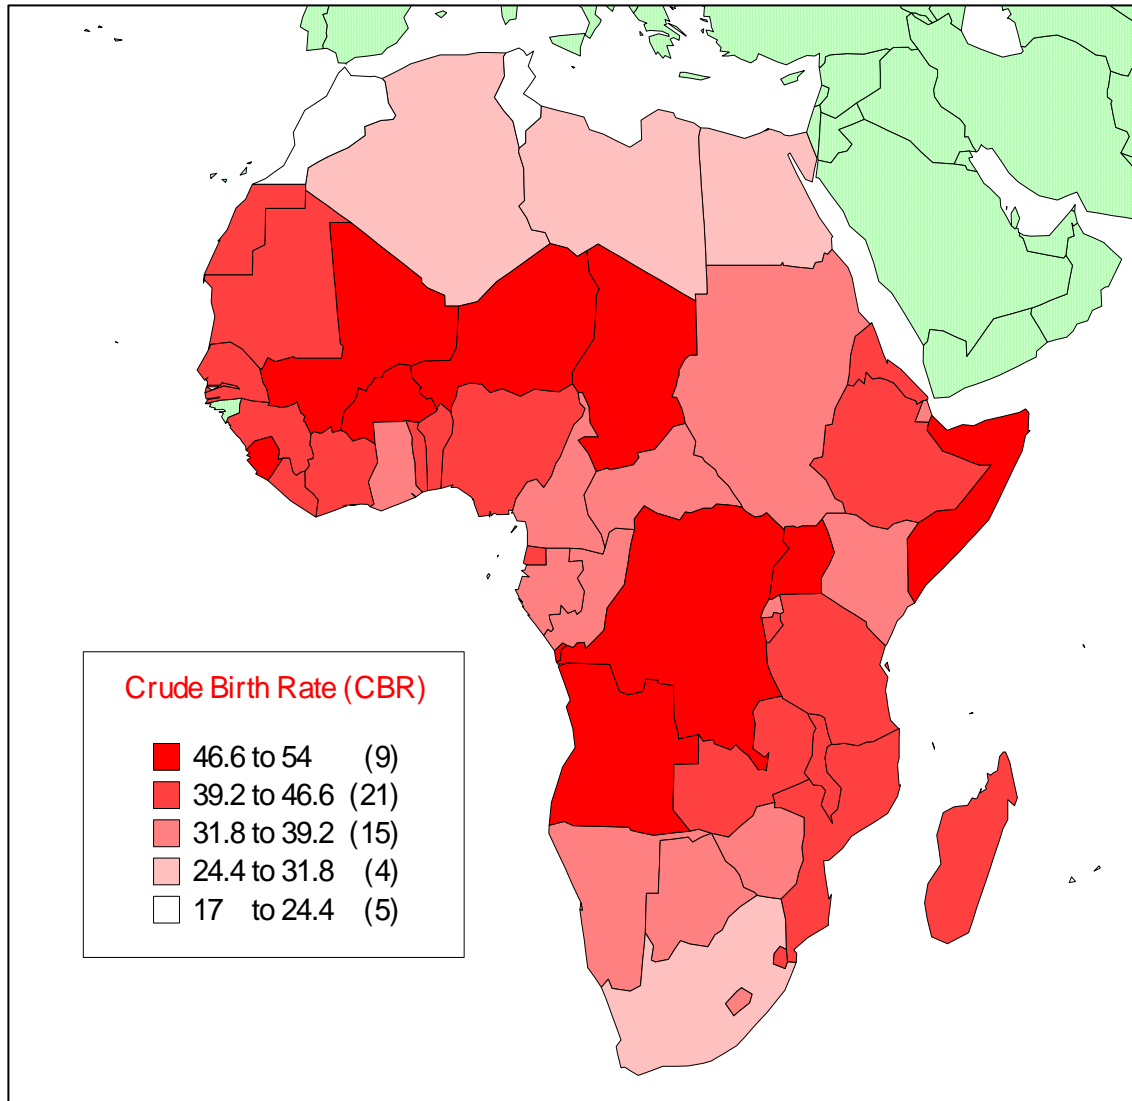 Crude Birth Rate (CBR)
46.6 to 54 (9)
39.2 to 46.6 (21)
31.8 to 39.2 (15)
24.4 to 31.8 (4)
17 to 24.4 (5)